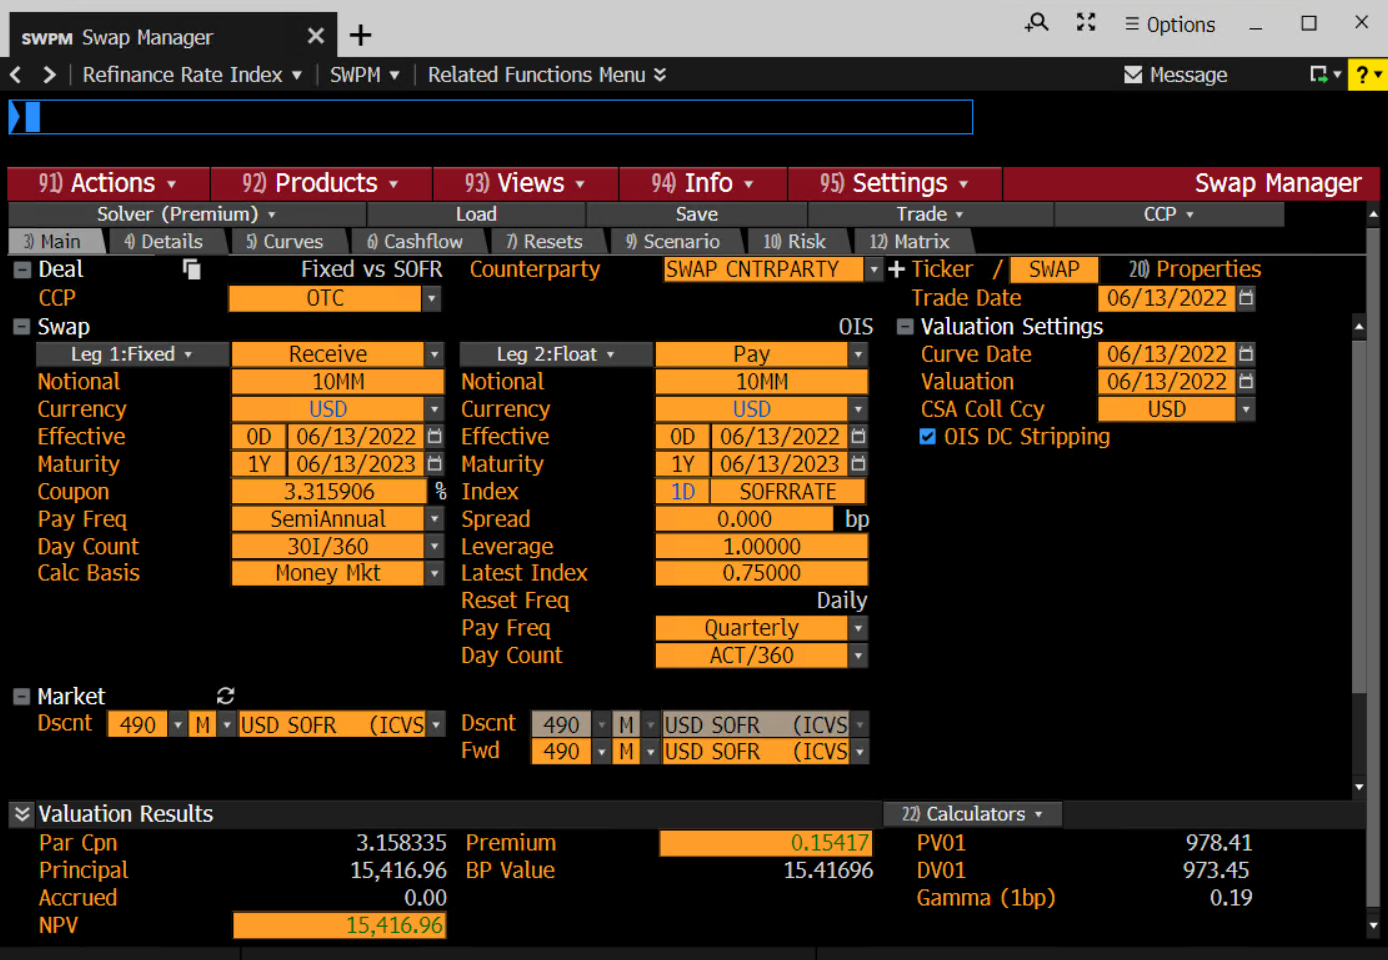 SWPM Swap Manager
Options
Refinance Rate Index SWPM Related Functions Menu
Message ?
91) Actions 92) Products 93) Views 94) Info 95) Settings Swap Manager
Solver (Premium) Load Save Trade CCP
3) Main 4) Details 5) Curves 6) Cashflow 7) Resets 9) Scenario 10) Risk 12) Matrix
Deal Fixed vs SOFR Counterparty SWAP CNTRPARTY Ticker / SWAP 20) Properties
CCP OTC Trade Date 06/13/2022
Swap OIS Valuation Settings
Leg 1:Fixed Receive Leg 2:Float Pay Curve Date 06/13/2022
Notional 10MM Notional 10MM Valuation 06/13/2022
Currency USD Currency USD CSA Coll Ccy USD
Effective 0D 06/13/2022 Effective 0D 06/13/2022 OIS DC Stripping
Maturity 1Y 06/13/2023 Maturity 1Y 06/13/2023
Coupon 3.315906 % Index 1D SOFRRATE
Pay Freq SemiAnnual Spread 0.000 bp
Day Count 30I/360 Leverage 1.00000
Calc Basis Money Mkt Latest Index 0.75000
Reset Freq Daily
Pay Freq Quarterly
Day Count ACT/360
Market
Dscnt 490 M USD SOFR (ICVS Dscnt 490 M USD SOFR (ICVS
Fwd 490 M USD SOFR (ICVS
Valuation Results 22) Calculators
Par Cpn 3.158335 Premium 0.15417 PV01 978.41
Principal 15,416.96 BP Value 15.41696 DV01 973.45
Accrued 0.00 Gamma (1bp) 0.19
NPV 15,416.96